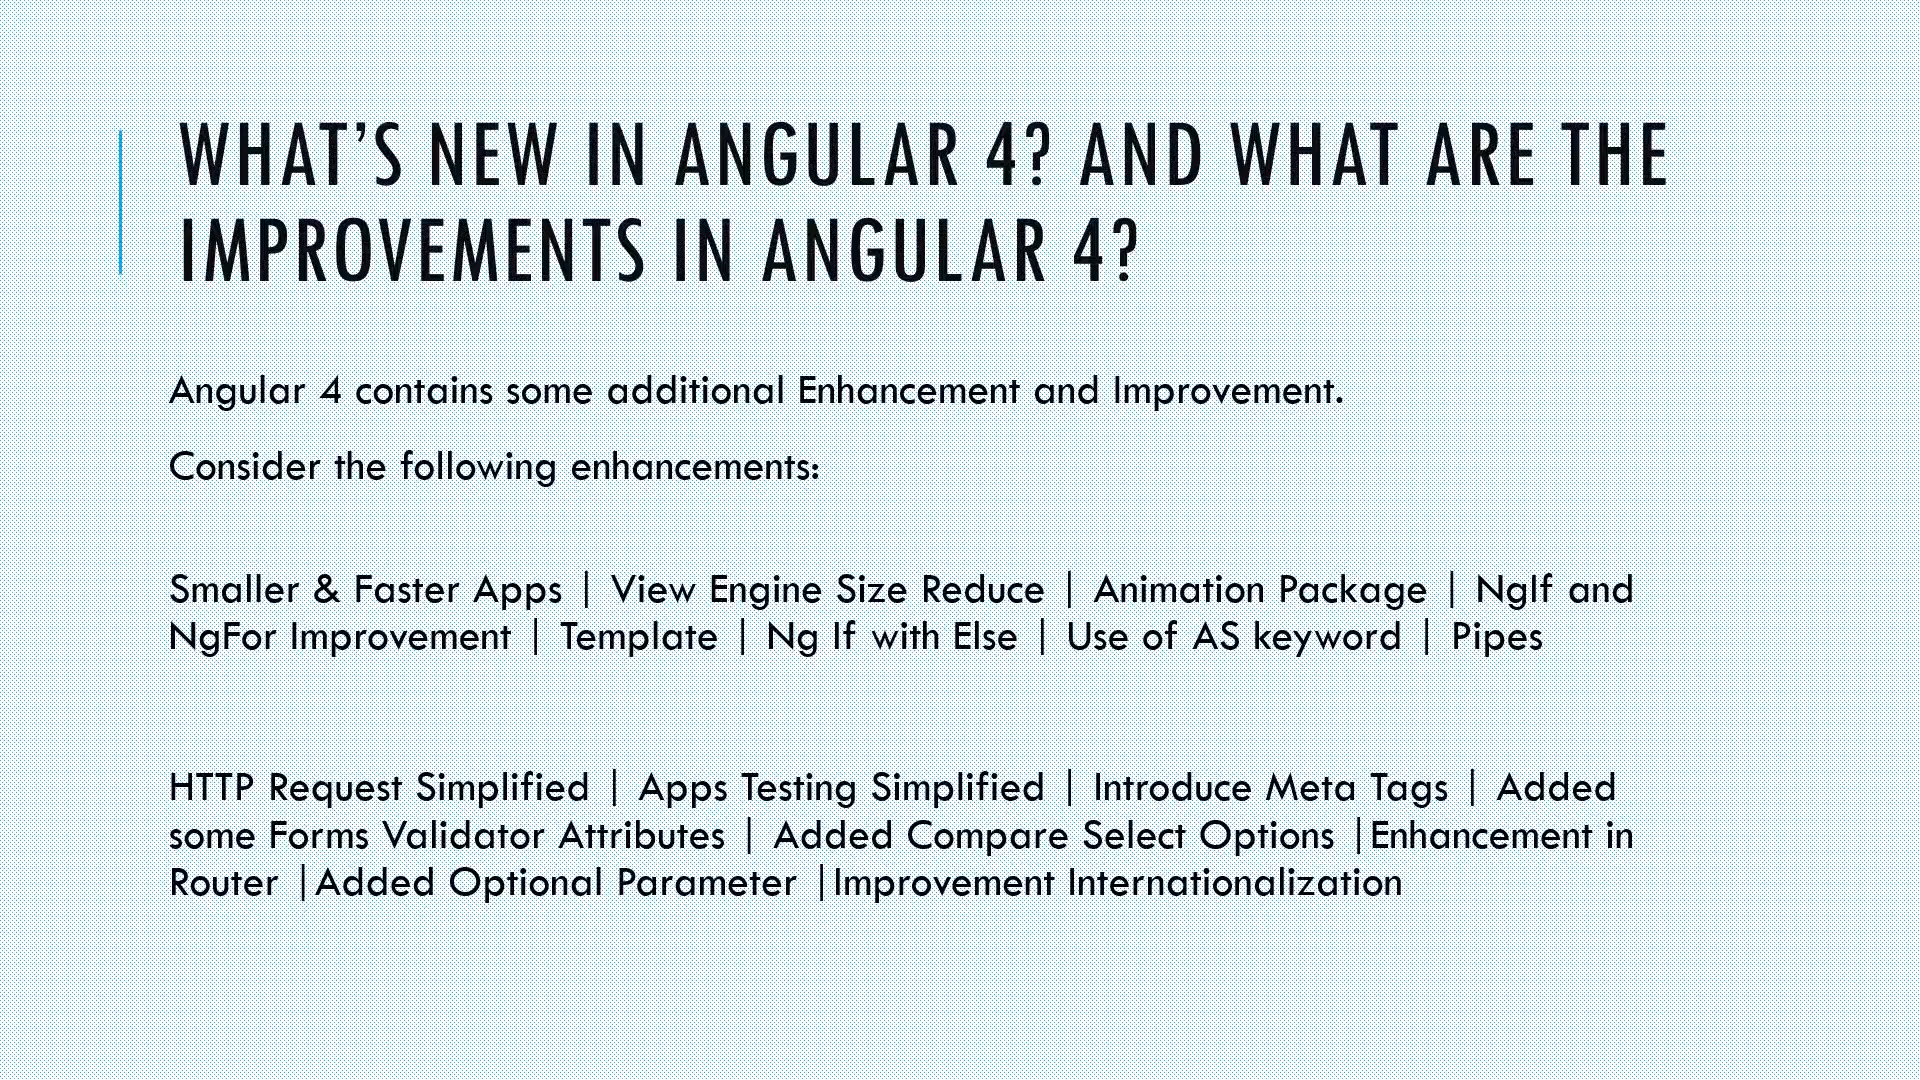 WHAT’S NEW IN ANGULAR 4? AND WHAT ARE THE
IMPROVEMENTS IN ANGULAR 4?
Angular 4 contains some additional Enhancement and Improvement.
Consider the following enhancements:
Smaller & Faster Apps | View Engine Size Reduce | Animation Package | NgIf and
NgFor Improvement | Template | Ng If with Else | Use of AS keyword | Pipes
HTTP Request Simplified | Apps Testing Simplified | Introduce Meta Tags | Added
some Forms Validator Attributes | Added Compare Select Options |Enhancement in
Router |Added Optional Parameter |Improvement Internationalization